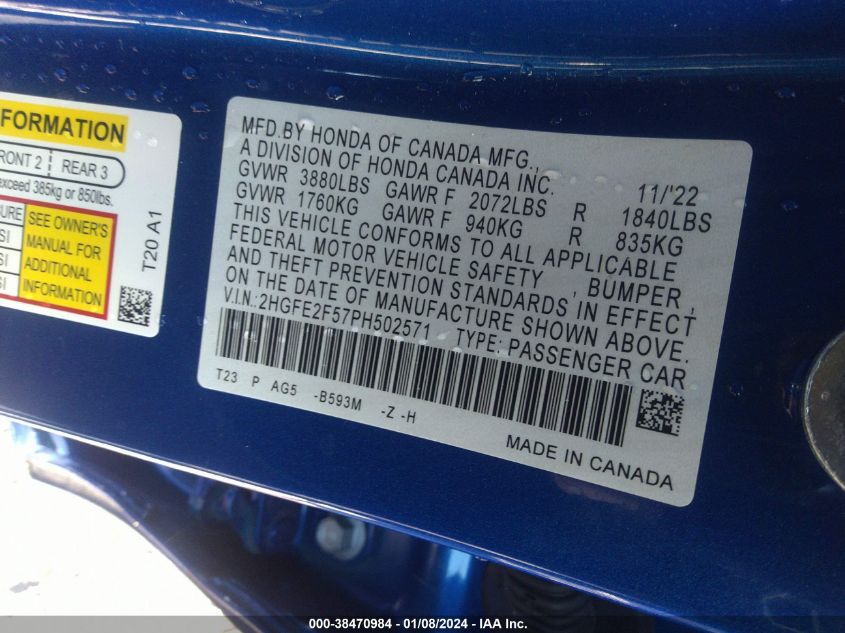 FORMATION
RONT 2 REAR 3
exceed 385kg or 850lbs.
URE
SI
SI
SI
SEE OWNER'S
MANUAL FOR
ADDITIONAL
INFORMATION
T20 A1
MFD.BY HONDA OF CANADA MFG.,
A DIVISION OF HONDA CANADA INC. 11/'22
GVWR 3880LBS GAWR F 2072LBS R 1840LBS
GVWR 1760KG GAWR F 940KG R 835KG
THIS VEHICLE CONFORMS TO ALL APPLICABLE
FEDERAL MOTOR VEHICLE SAFETY , BUMPER ,
AND THEFT PREVENTION STANDARDS IN EFFECT
ON THE DATE OF MANUFACTURE SHOWN ABOVE.
V.I.N.:2HGFE2F57PH502571 TYPE: PASSENGER CAR
T23 P AG5 -B593M -Z -H
MADE IN CANADA
000-38470984 - 01/08/2024 - IAA Inc.